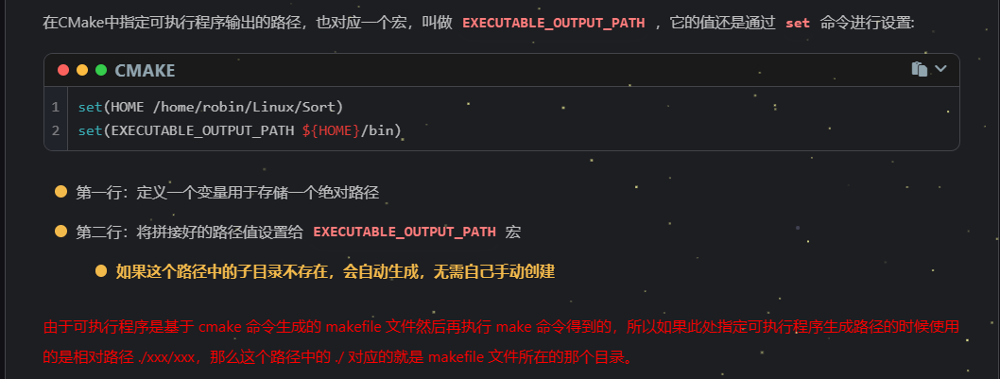 在CMake中指定可执行程序输出的路径，也对应一个宏，叫做 EXECUTABLE_OUTPUT_PATH ，它的值还是通过 set 命令进行设置:
CMAKE
1 set(HOME /home/robin/Linux/Sort)
2 set(EXECUTABLE_OUTPUT_PATH ${HOME}/bin)
第一行：定义一个变量用于存储一个绝对路径
第二行：将拼接好的路径值设置给 EXECUTABLE_OUTPUT_PATH 宏
如果这个路径中的子目录不存在，会自动生成，无需自己手动创建
由于可执行程序是基于 cmake 命令生成的 makefile 文件然后再执行 make 命令得到的，所以如果此处指定可执行程序生成路径的时候使用
的是相对路径 ./xxx/xxx，那么这个路径中的 ./ 对应的就是 makefile 文件所在的那个目录。